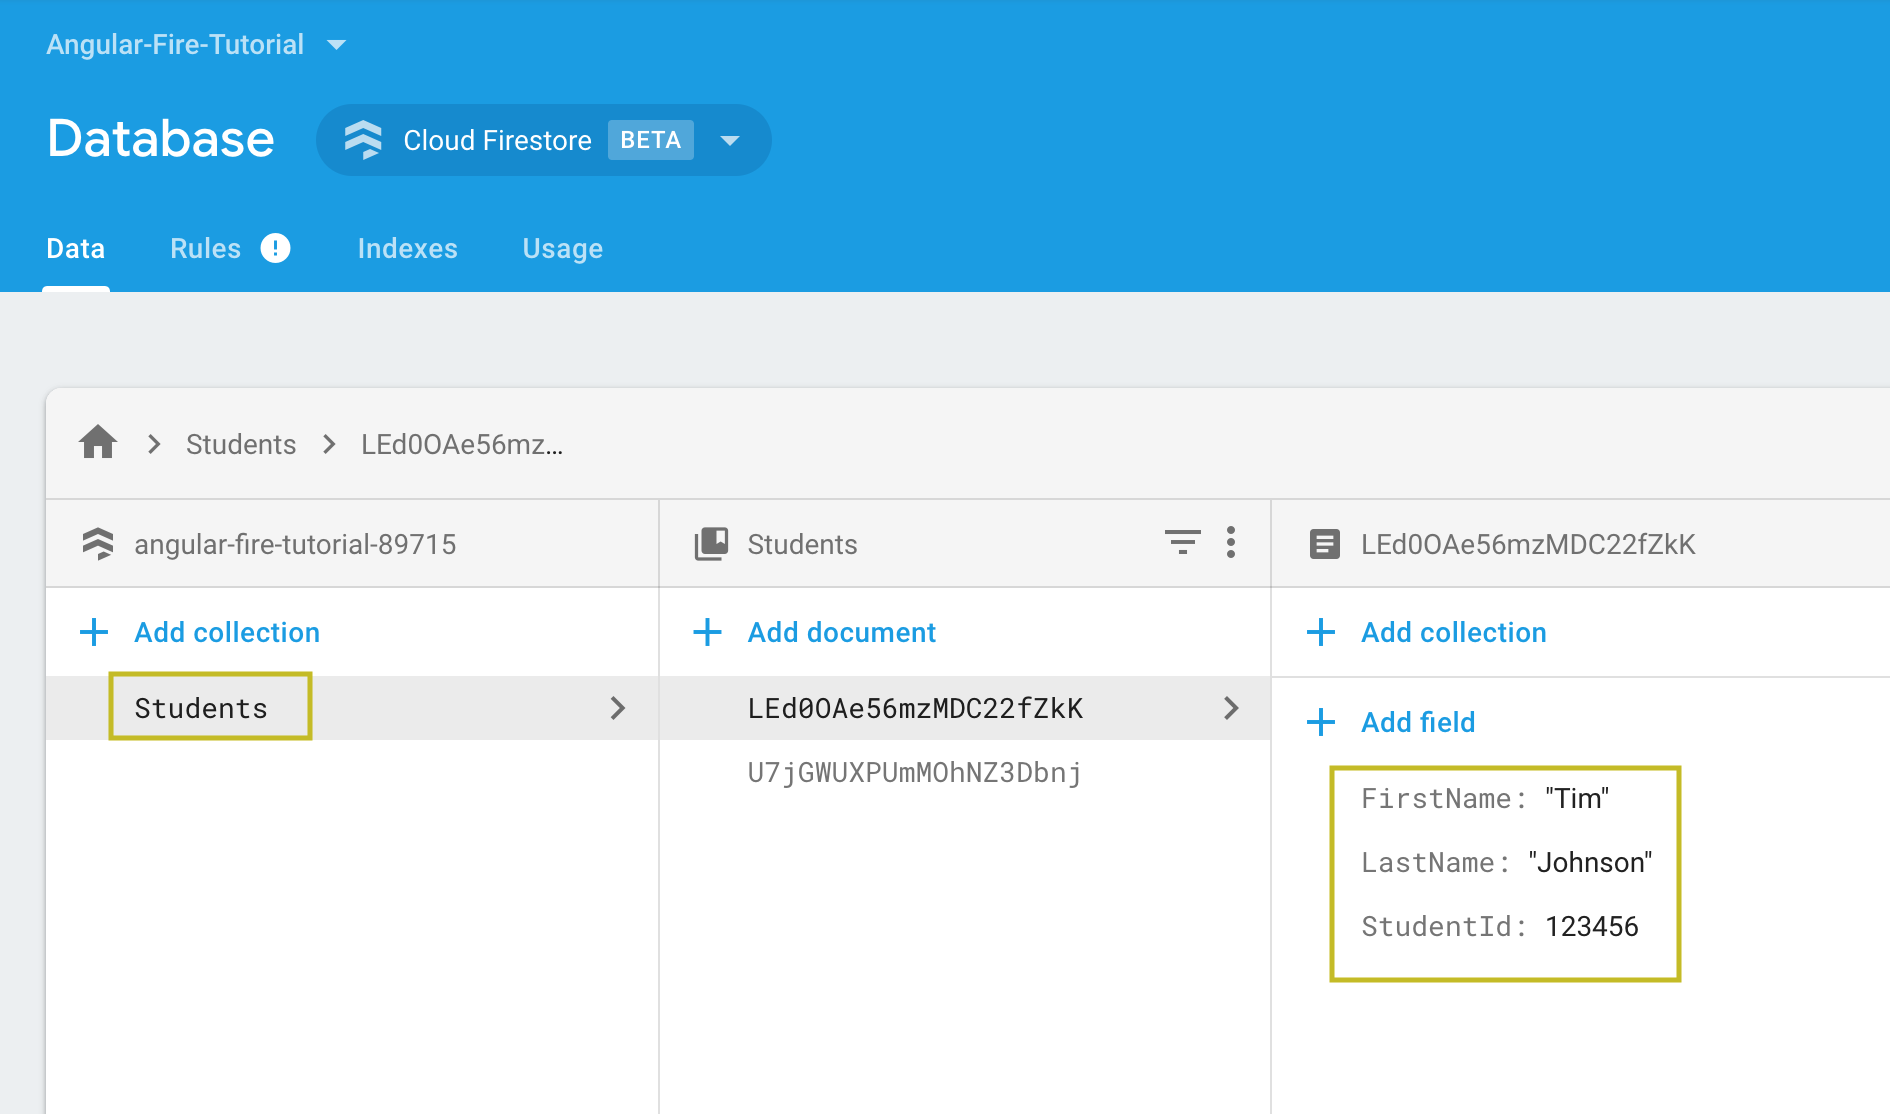 Angular-Fire-Tutorial
Database Cloud Firestore BETA
Data Rules ! Indexes Usage
Students LEd0OAe56mz...
angular-fire-tutorial-89715 Students LEd0OAe56mzMDC22fZkK
+ Add collection + Add document + Add collection
Students LEd0OAe56mzMDC22fZkK + Add field
U7jGWUXPUmMOhNZ3Dbnj
FirstName: "Tim"
LastName: "Johnson"
StudentId: 123456